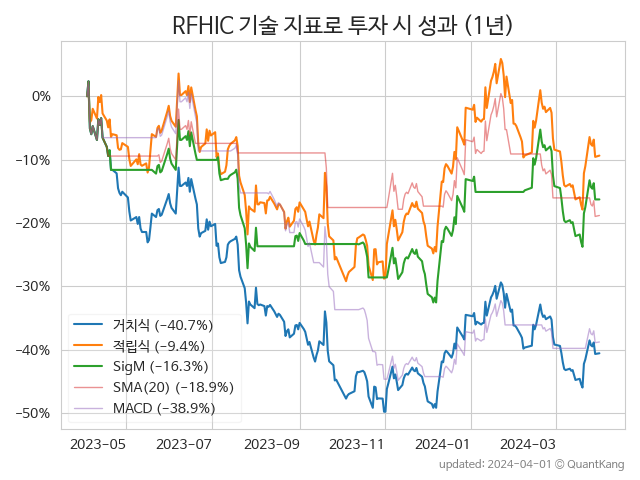 RFHIC 기술 지표로 투자 시 성과 (1년)
0%
−10%
−20%
−30%
−40%
−50%
거치식 (−40.7%)
적립식 (−9.4%)
SigM (−16.3%)
SMA(20) (−18.9%)
MACD (−38.9%)
2023-05 2023-07 2023-09 2023-11 2024-01 2024-03
updated: 2024-04-01 © QuantKang